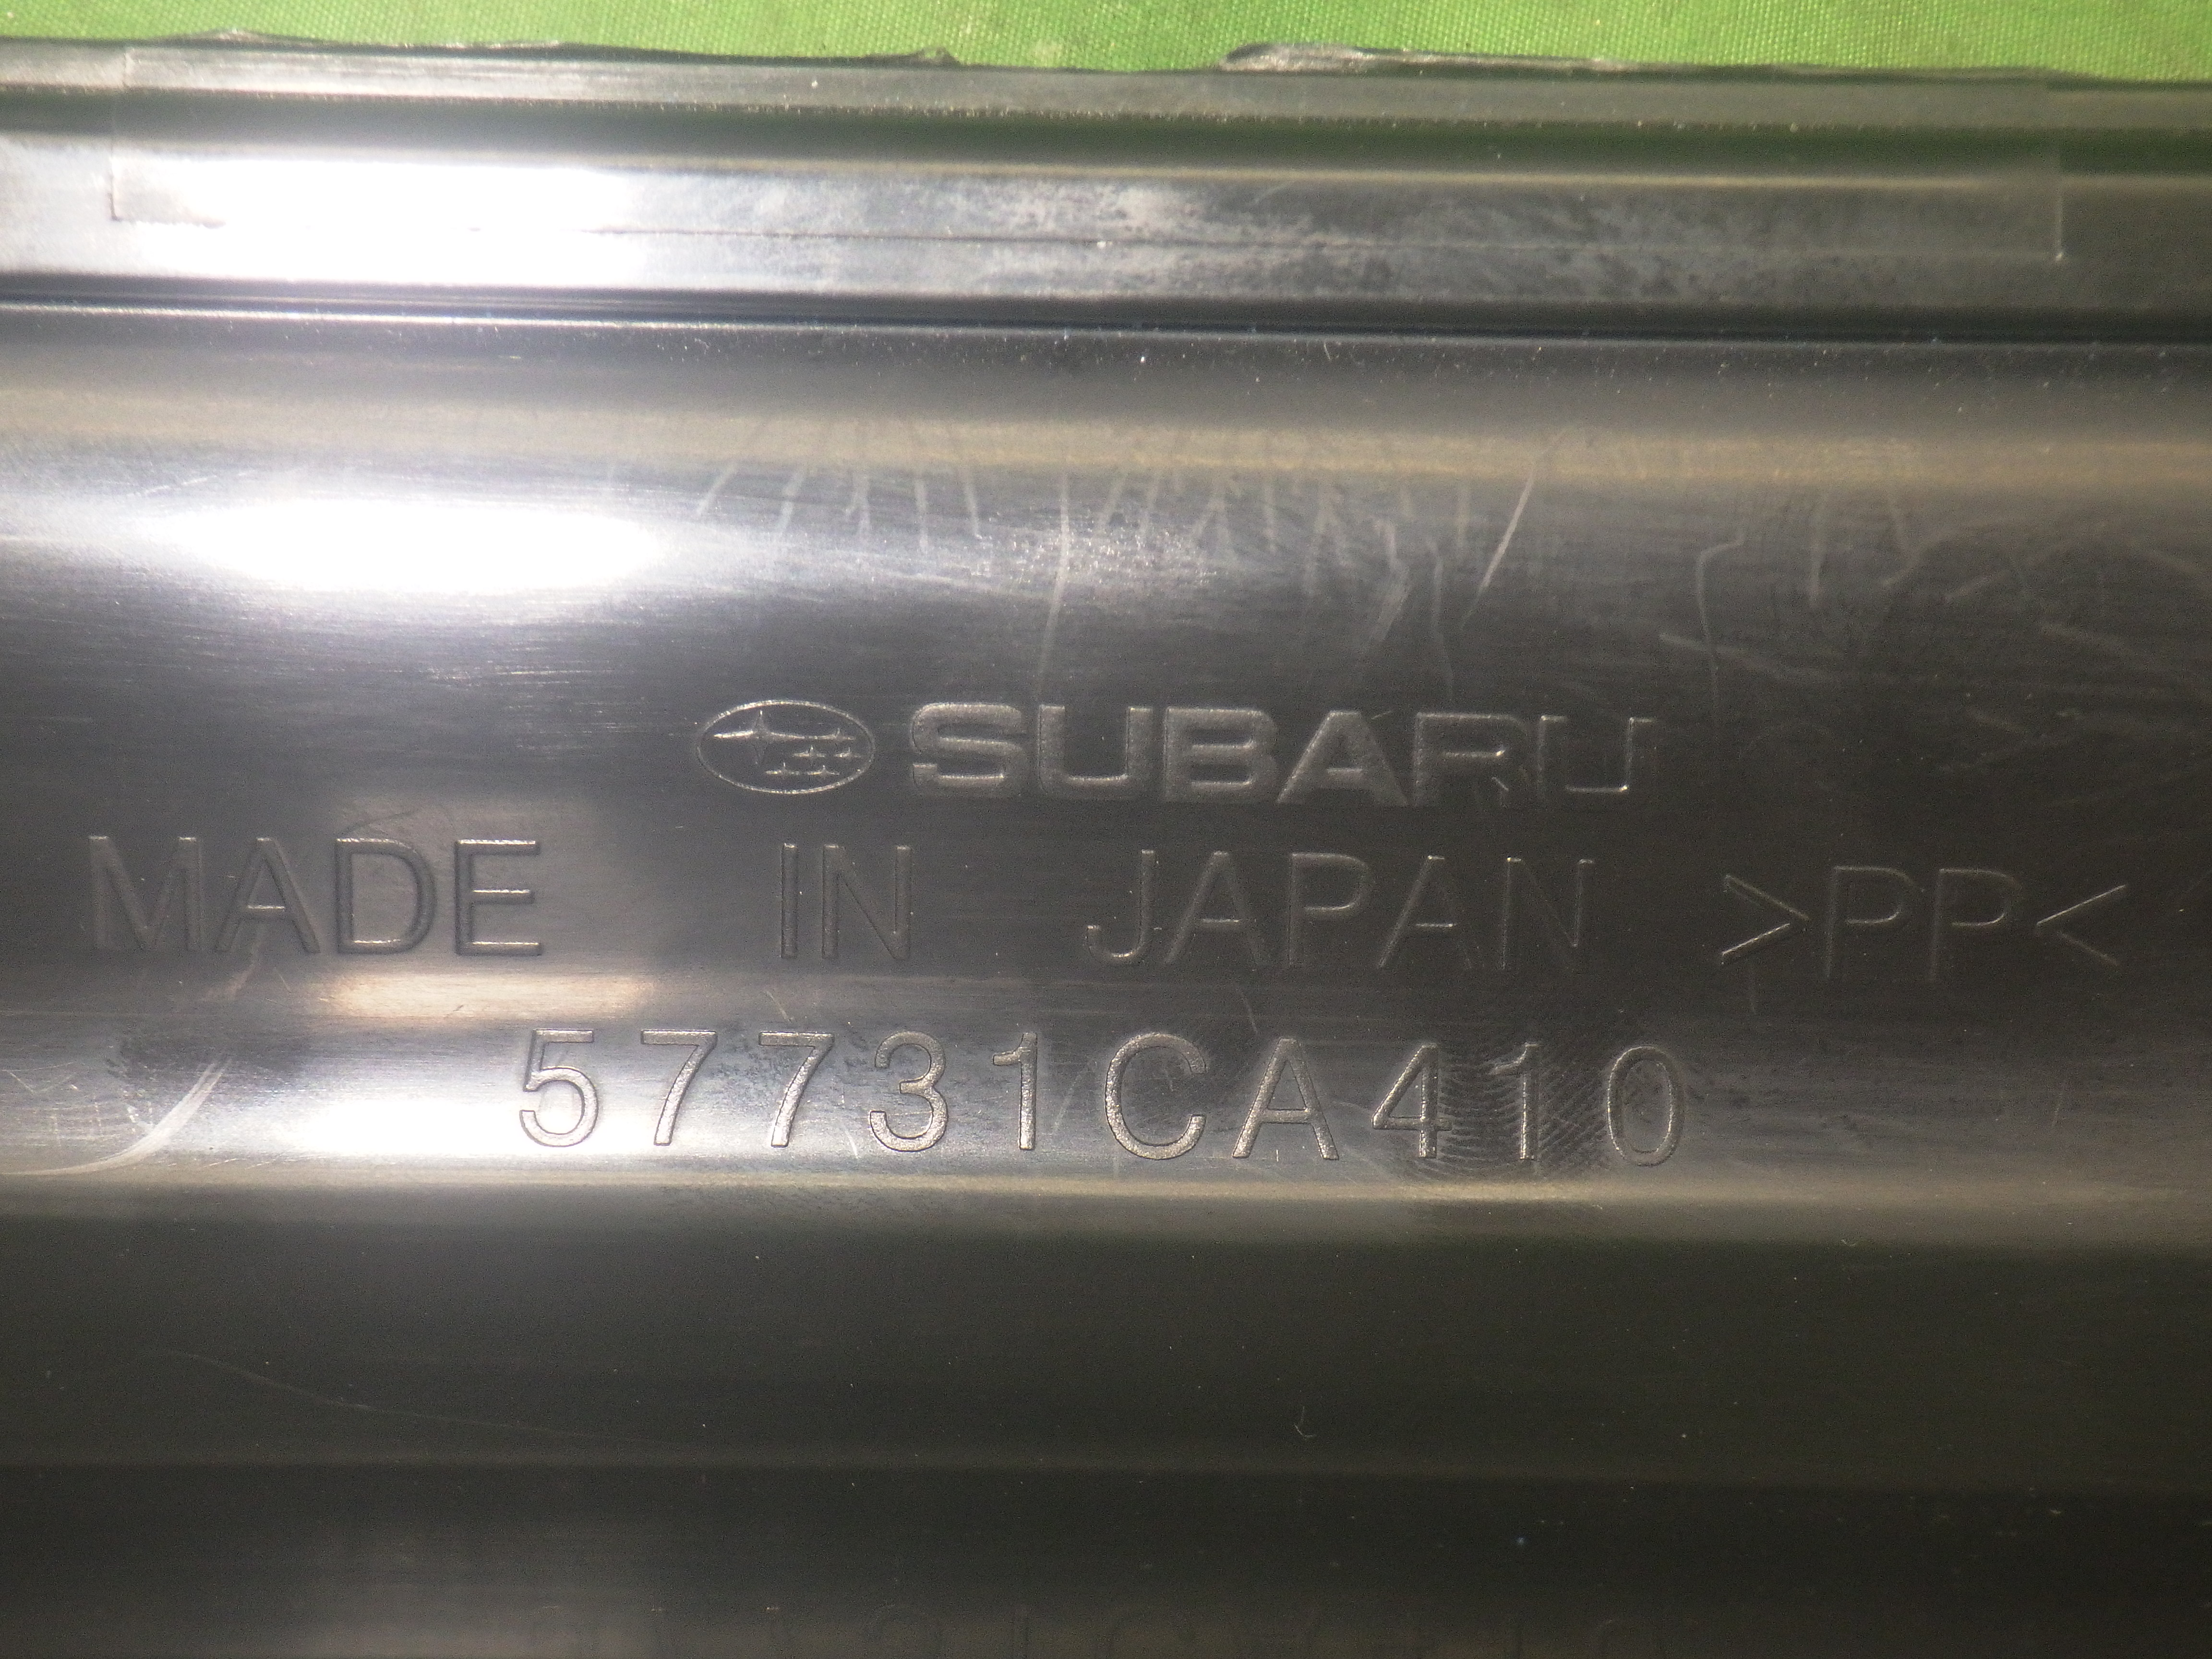 SUBARU
MADE IN JAPAN >PP<
57731CA410